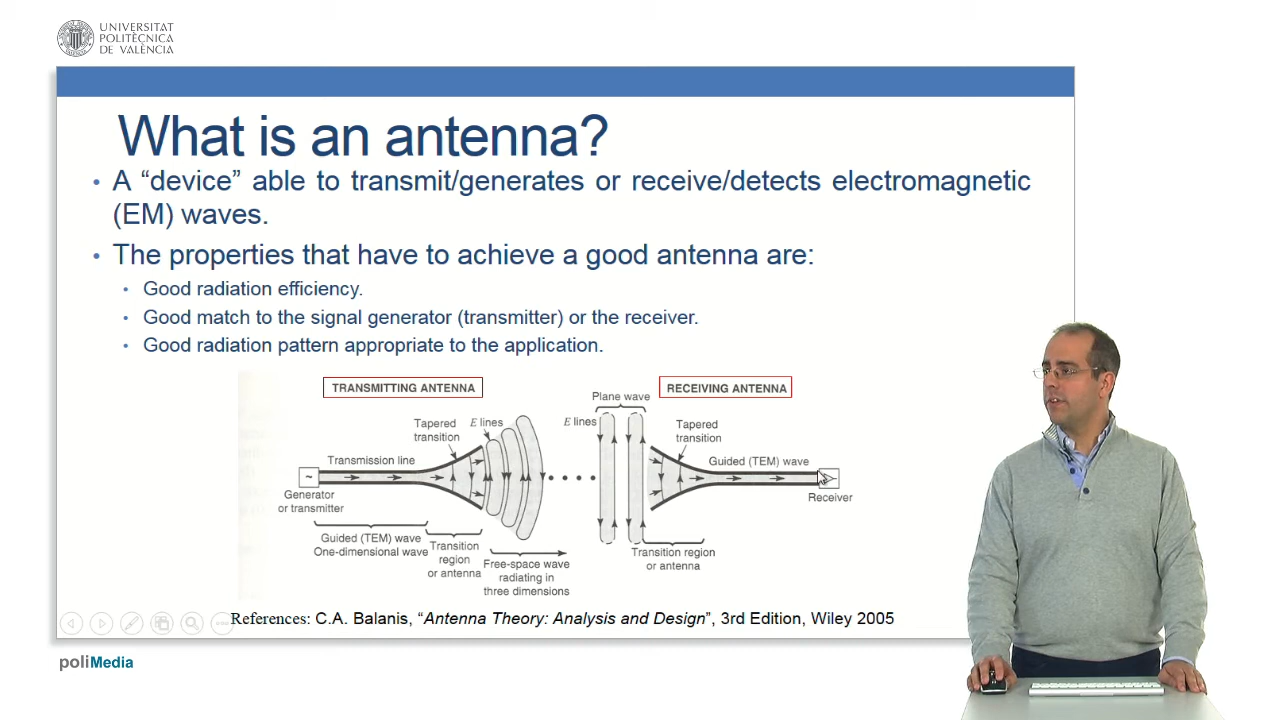 UNIVERSITAT
POLITÈCNICA
DE VALÈNCIA
What is an antenna?
• A “device” able to transmit/generates or receive/detects electromagnetic
(EM) waves.
• The properties that have to achieve a good antenna are:
• Good radiation efficiency.
• Good match to the signal generator (transmitter) or the receiver.
• Good radiation pattern appropriate to the application.
TRANSMITTING ANTENNA
RECEIVING ANTENNA
Plane wave
Tapered
transition
E lines
E lines
Tapered
transition
Transmission line
Guided (TEM) wave
~
Generator
or transmitter
Receiver
Guided (TEM) wave
One-dimensional wave
Transition
region
or antenna
Free-space wave
radiating in
three dimensions
Transition region
or antenna
References: C.A. Balanis, “Antenna Theory: Analysis and Design”, 3rd Edition, Wiley 2005
poliMedia